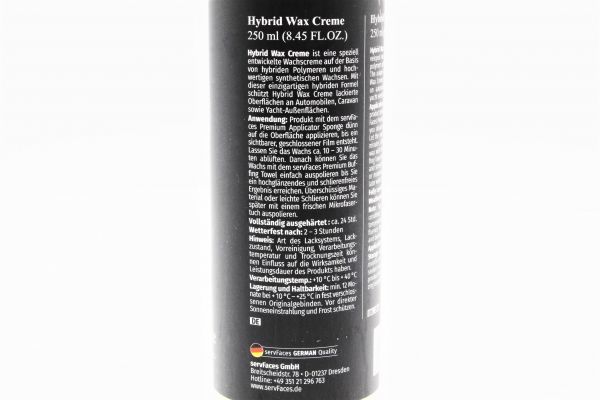 Hybrid Wax Creme
250 ml (8.45 FL.OZ.)
Hybrid Wax Creme ist eine speziell
entwickelte Wachscreme auf der Basis
von hybriden Polymeren und hoch-
wertigen synthetischen Wachsen. Mit
dieser einzigartigen hybriden Formel
schützt Hybrid Wax Creme lackierte
Oberflächen an Automobilen, Caravan
sowie Yacht-Außenflächen.
Anwendung: Produkt mit dem servFa-
ces Premium Applicator Sponge dünn
auf die Oberfläche applizieren, bis ein
sichtbarer, geschlossener Film entsteht.
Lassen Sie das Wachs ca. 10 – 30 Minu-
ten ablüften. Danach können Sie das
Wachs mit dem servFaces Premium Buf-
fing Towel einfach auspolieren bis Sie
ein hochglänzendes und schlierenfreies
Ergebnis erreichen. Überschüssiges Ma-
terial oder leichte Schlieren können Sie
später mit einem frischen Mikrofaser-
tuch auspolieren.
Vollständig ausgehärtet : ca. 24 Std.
Wetterfest nach: 2 – 3 Stunden
Hinweis: Art des Lacksystems, Lack-
zustand, Vorreinigung, Verarbeitungs-
temperatur und Trocknungszeit kön-
nen Einfluss auf die Wirksamkeit und
Leistungsdauer des Produkts haben.
Verarbeitungstemp.: +10 °C bis + 40 °C
Lagerung und Haltbarkeit: min. 12 Mo-
nate bei + 10 °C – +25 °C in fest verschlos-
senen Originalgebinden. Vor direkter
Sonneneinstrahlung und Frost schützen.
DE
servFaces GERMAN Quality
servFaces GmbH
Breitscheidstr. 78 • D-01237 Dresden
Hotline: +49 351 21 296 763
www.servFaces.de